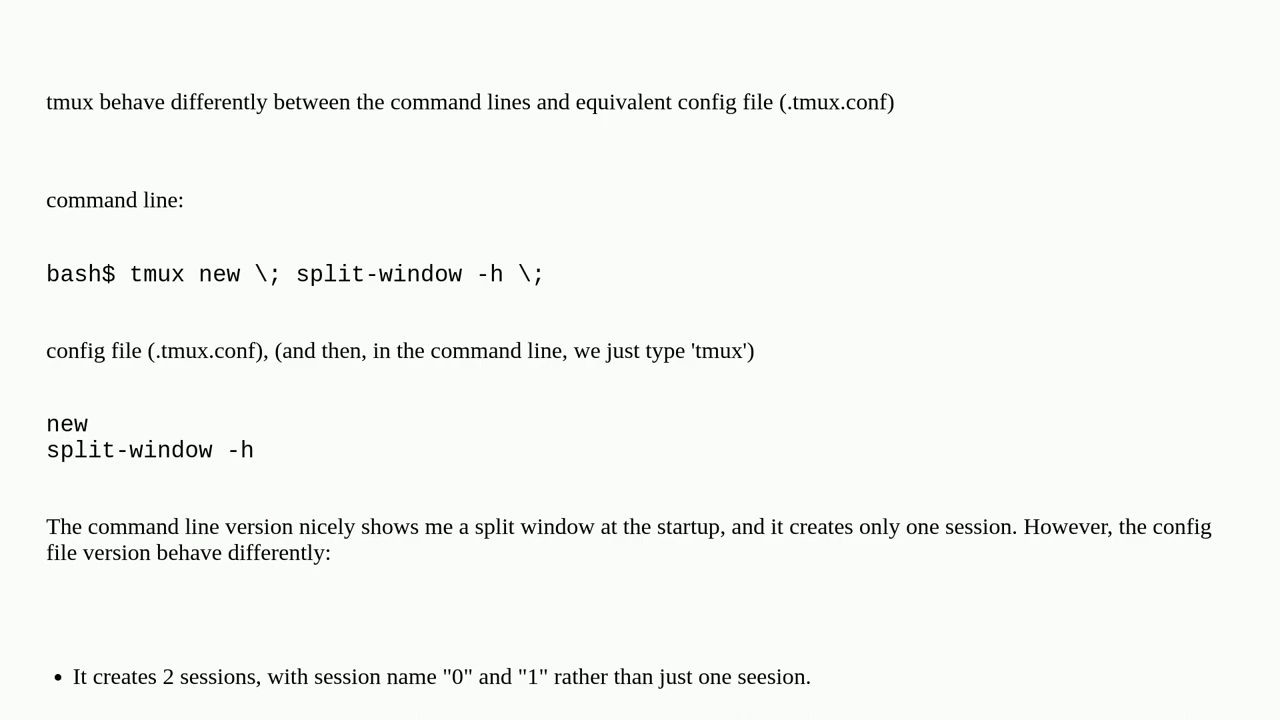 tmux behave differently between the command lines and equivalent config file (.tmux.conf)
command line:
bash$ tmux new \; split-window -h \;
config file (.tmux.conf), (and then, in the command line, we just type 'tmux')
new
split-window -h
The command line version nicely shows me a split window at the startup, and it creates only one session. However, the config
file version behave differently:
• It creates 2 sessions, with session name "0" and "1" rather than just one seesion.